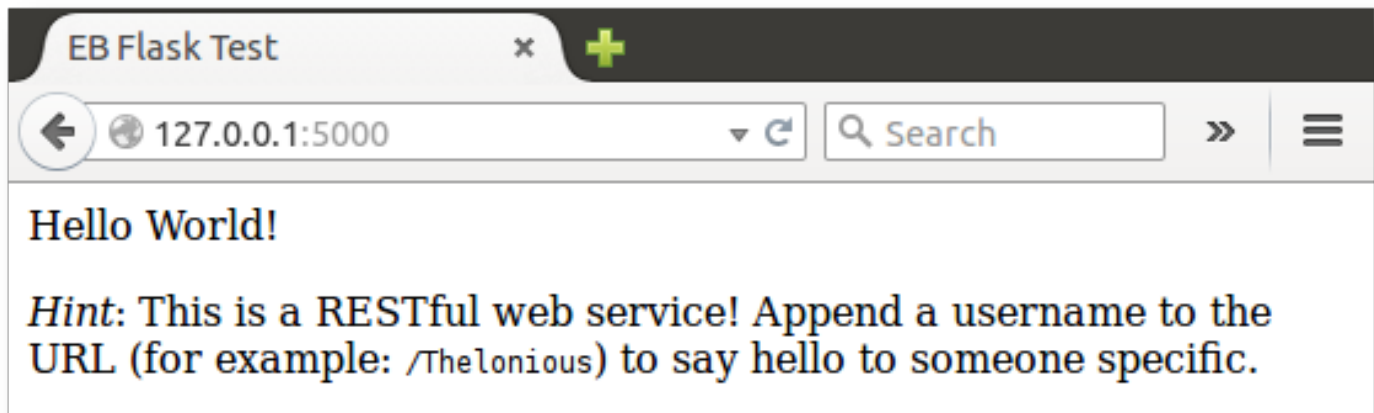 EB Flask Test
127.0.0.1:5000
Search
Hello World!
Hint: This is a RESTful web service! Append a username to the
URL (for example: /Thelonious) to say hello to someone specific.